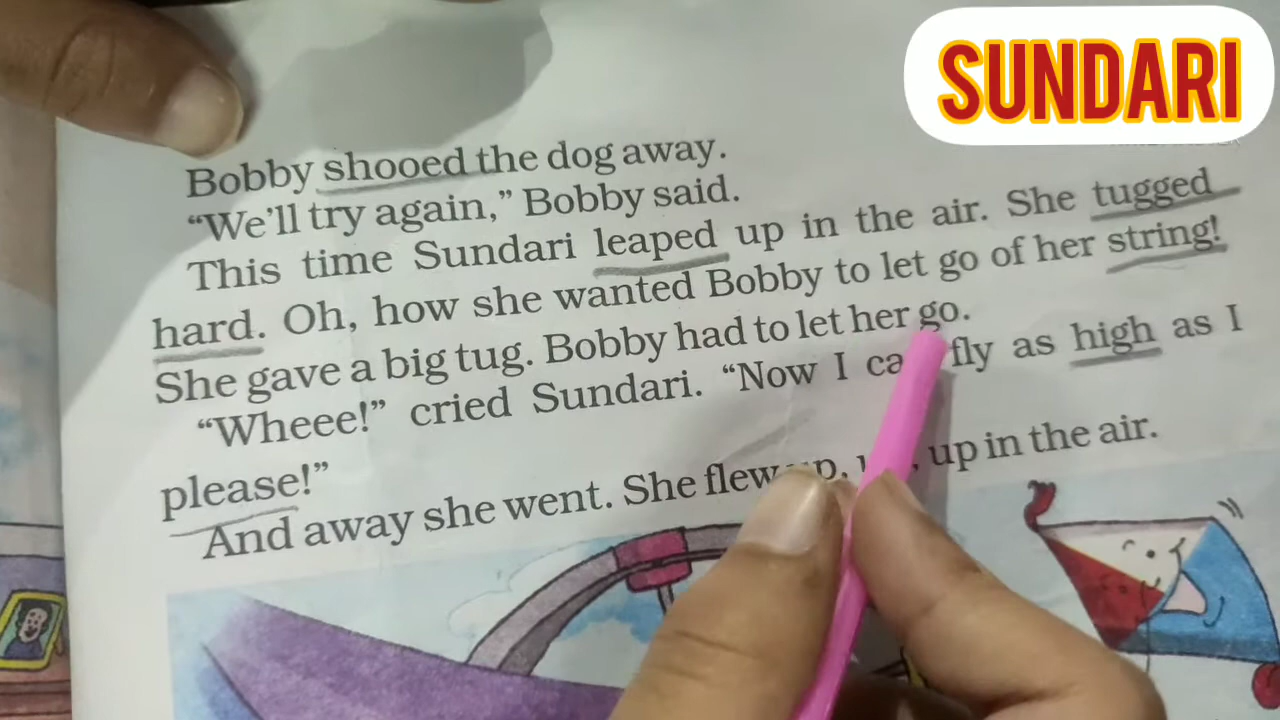 SUNDARI
Bobby shooed the dog away.
“We’ll try again,” Bobby said.
This time Sundari leaped up in the air. She tugged
hard. Oh, how she wanted Bobby to let go of her string!
She gave a big tug. Bobby had to let her go.
“Wheee!” cried Sundari. “Now I fly as high as I
please!”
And away she went. She flew up, up in the air.